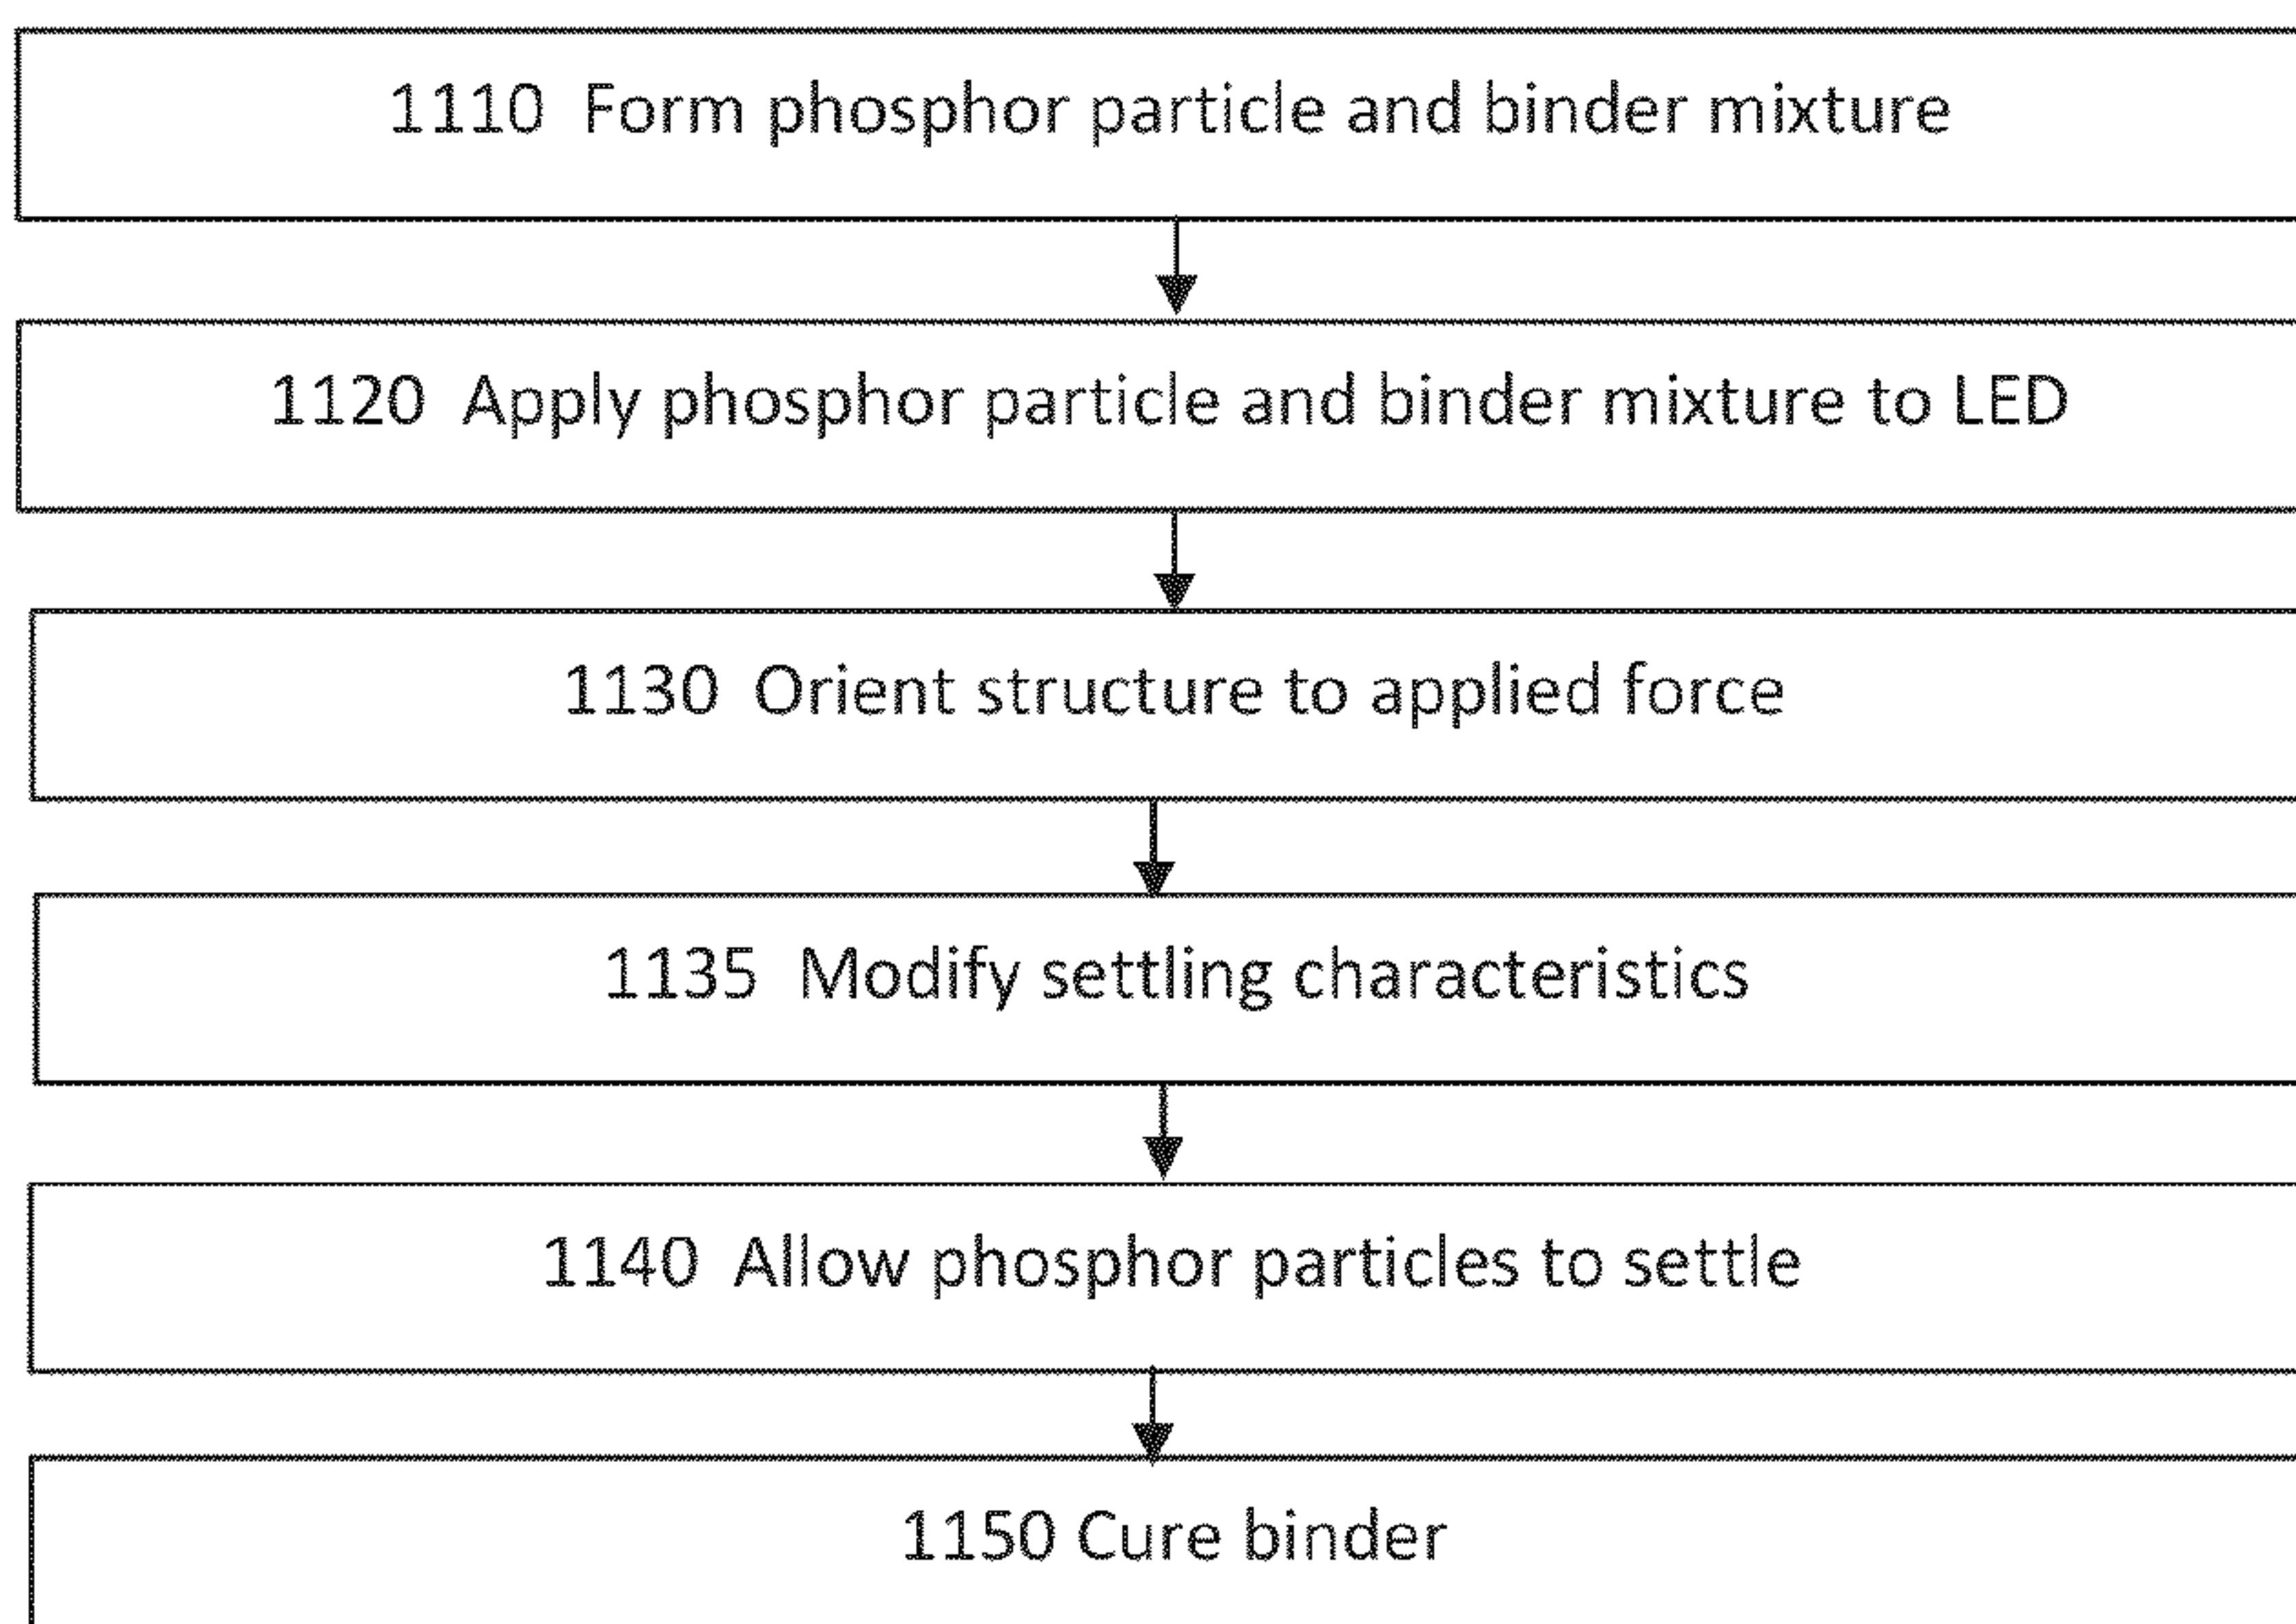 1110 Form phosphor particle and binder mixture
1120 Apply phosphor particle and binder mixture to LED
1130 Orient structure to applied force
1135 Modify settling characteristics
1140 Allow phosphor particles to settle
1150 Cure binder